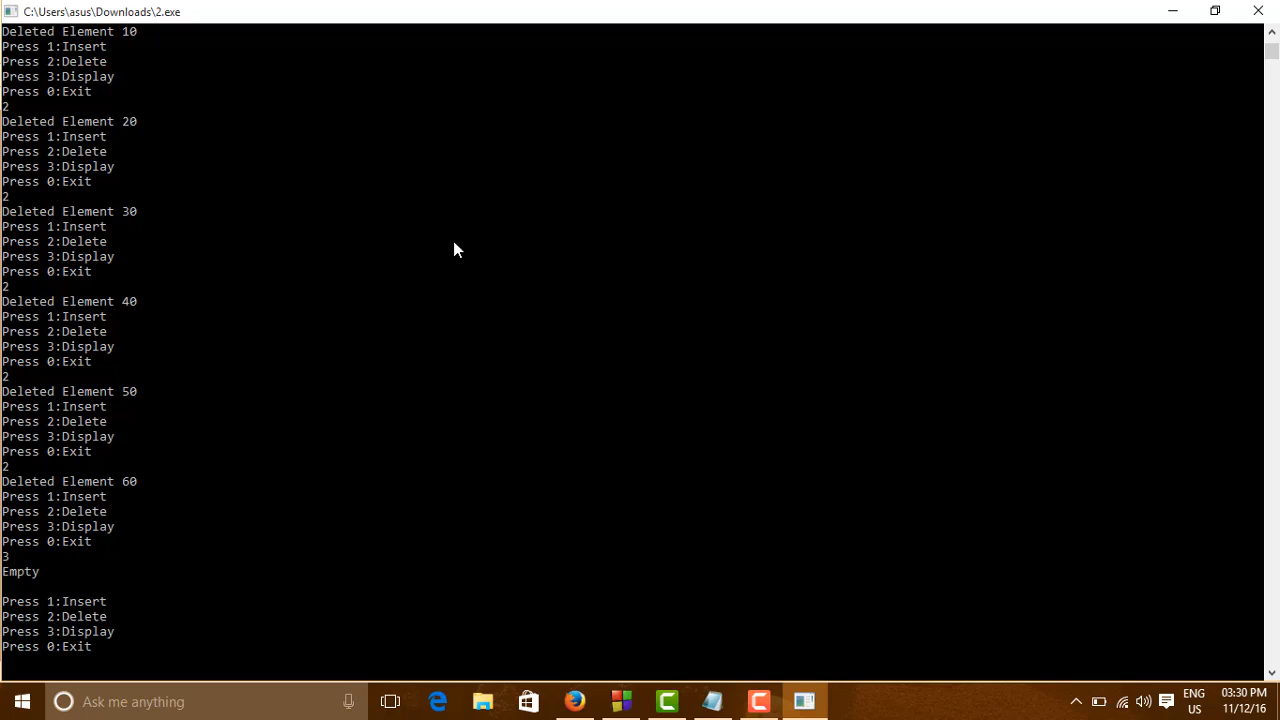 C:\Users\asus\Downloads\2.exe
Deleted Element 10
Press 1:Insert
Press 2:Delete
Press 3:Display
Press 0:Exit
2
Deleted Element 20
Press 1:Insert
Press 2:Delete
Press 3:Display
Press 0:Exit
2
Deleted Element 30
Press 1:Insert
Press 2:Delete
Press 3:Display
Press 0:Exit
2
Deleted Element 40
Press 1:Insert
Press 2:Delete
Press 3:Display
Press 0:Exit
2
Deleted Element 50
Press 1:Insert
Press 2:Delete
Press 3:Display
Press 0:Exit
2
Deleted Element 60
Press 1:Insert
Press 2:Delete
Press 3:Display
Press 0:Exit
3
Empty
Press 1:Insert
Press 2:Delete
Press 3:Display
Press 0:Exit
Ask me anything
ENG
US
03:30 PM
11/12/16